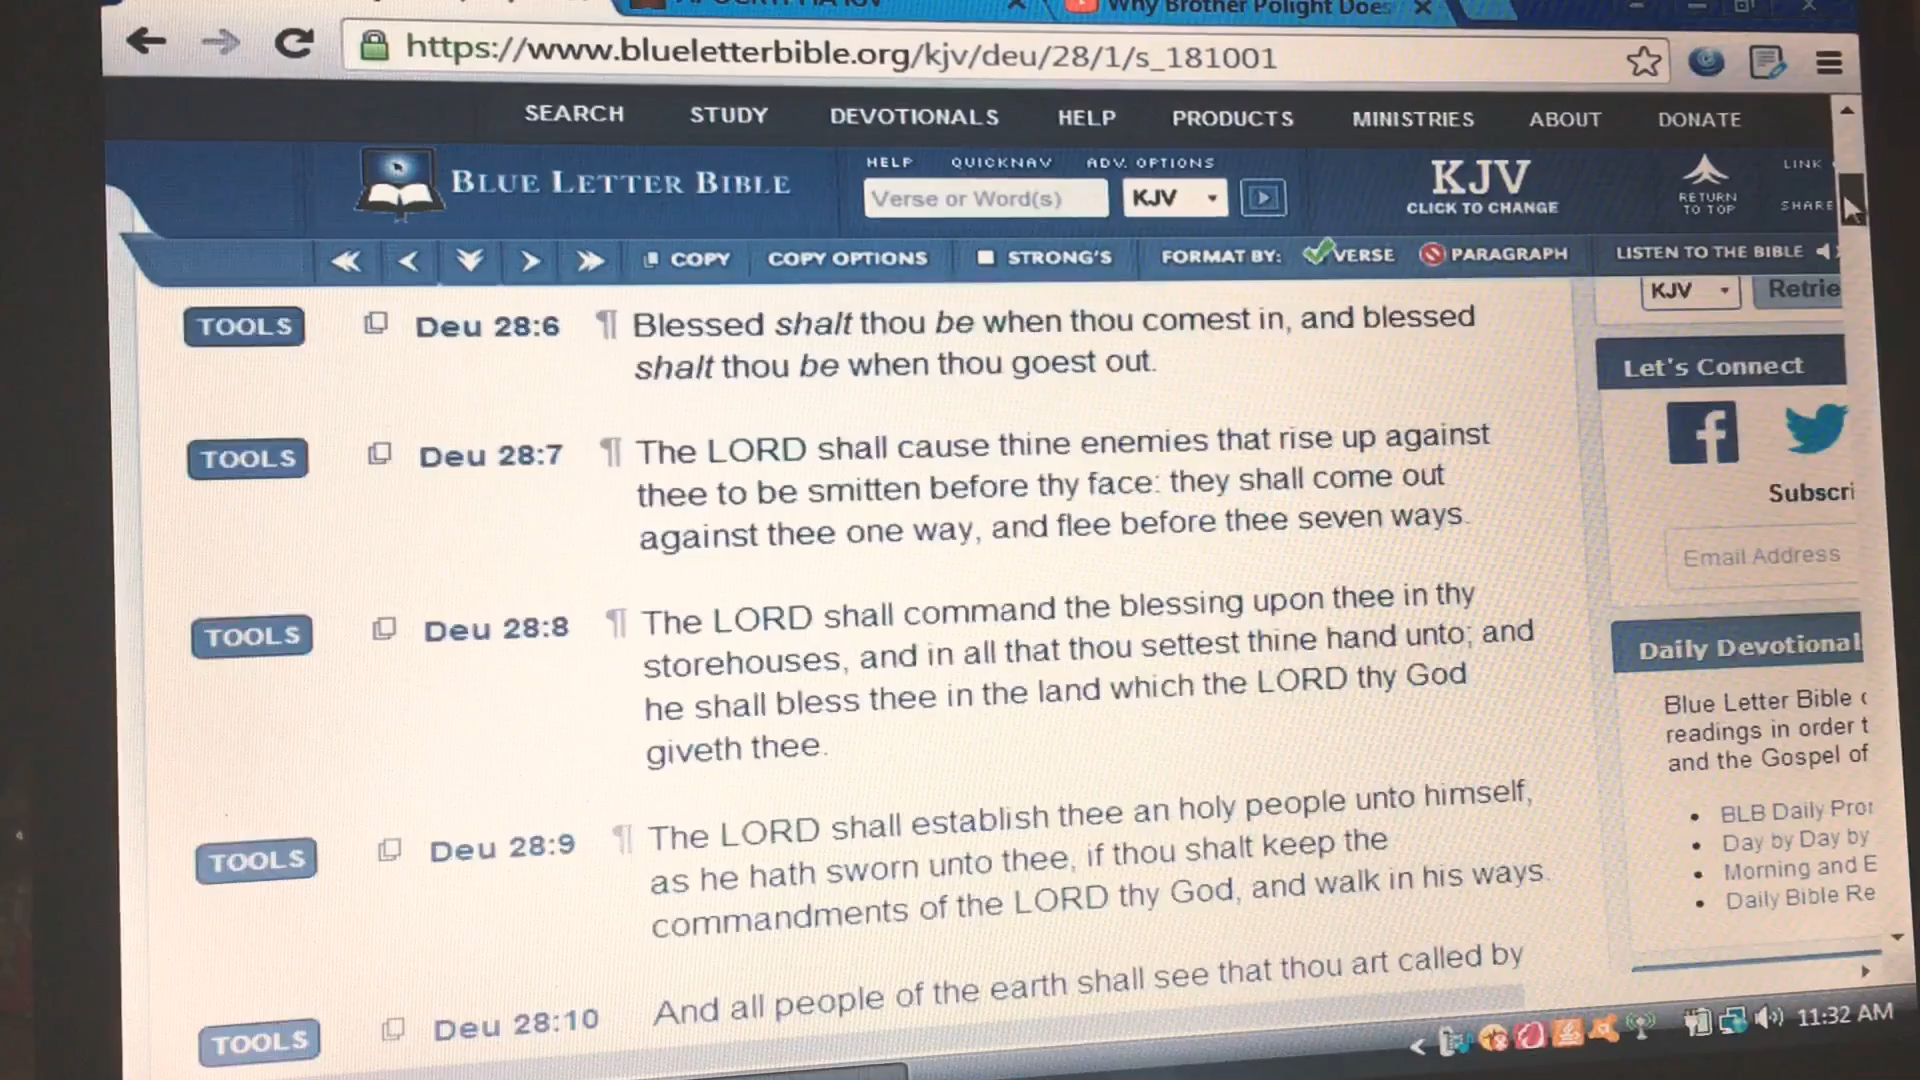 Why Brother Polight Does
https://www.blueletterbible.org/kjv/deu/28/1/s_181001
SEARCH STUDY DEVOTIONALS HELP PRODUCTS MINISTRIES ABOUT DONATE
BLUE LETTER BIBLE
HELP QUICKNAV ADV. OPTIONS
Verse or Word(s) KJV
KJV
CLICK TO CHANGE
RETURN
TO TOP
LINK
SHARE
COPY COPY OPTIONS STRONG'S FORMAT BY: VERSE PARAGRAPH LISTEN TO THE BIBLE
TOOLS Deu 28:6 ¶ Blessed shalt thou be when thou comest in, and blessed
shalt thou be when thou goest out.
TOOLS Deu 28:7 ¶ The LORD shall cause thine enemies that rise up against
thee to be smitten before thy face: they shall come out
against thee one way, and flee before thee seven ways.
TOOLS Deu 28:8 ¶ The LORD shall command the blessing upon thee in thy
storehouses, and in all that thou settest thine hand unto; and
he shall bless thee in the land which the LORD thy God
giveth thee.
TOOLS Deu 28:9 ¶ The LORD shall establish thee an holy people unto himself,
as he hath sworn unto thee, if thou shalt keep the
commandments of the LORD thy God, and walk in his ways.
TOOLS Deu 28:10 And all people of the earth shall see that thou art called by
KJV Retrie
Let's Connect
Subscri
Email Address
Daily Devotional
Blue Letter Bible
readings in order t
and the Gospel of
BLB Daily Pro
Day by Day by
Morning and E
Daily Bible Re
11:32 AM